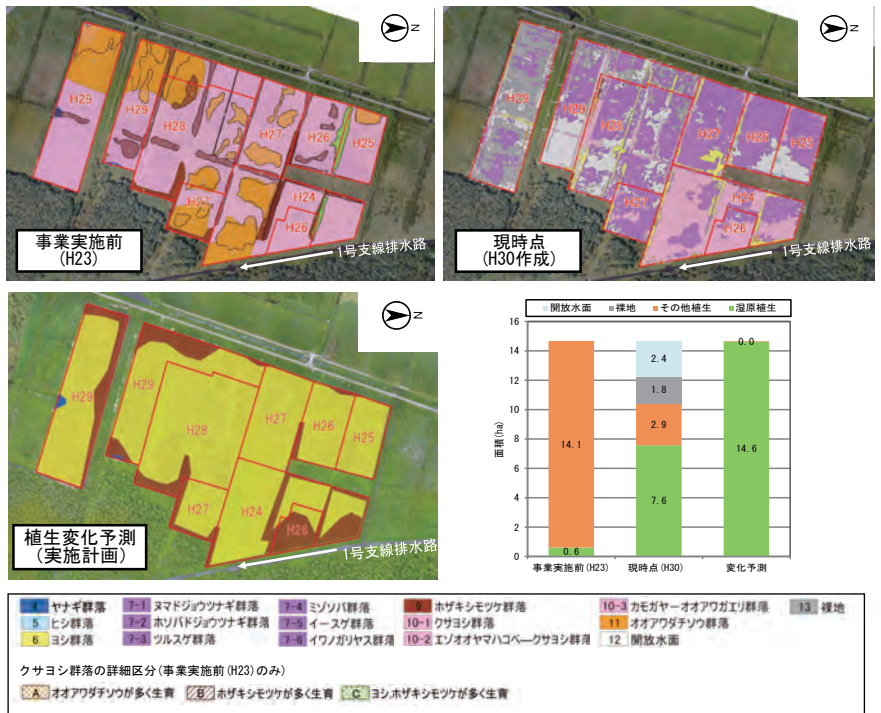 N
H25
H29
H28
H27
H26
H25
H24
H27
H26
事業実施前
(H23)
1号支線排水路
N
H29
H29
H28
H27
H26
H25
H24
H27
H26
現時点
(H30作成)
1号支線排水路
N
H29
H29
H28
H27
H26
H25
H27
H24
H26
植生変化予測
(実施計画)
1号支線排水路
開放水面 裸地 その他植生 湿原植生
面積(ha)
16
14
12
10
8
6
4
2
0
14.1
0.6
2.4
1.8
2.9
7.6
0.0
14.6
事業実施前(H23) 現時点(H30) 変化予測
4 ヤナギ群落 7-1 ヌマドジョウツナギ群落 7-4 ミゾソバ群落 9 ホザキシモツケ群落 10-3 カモガヤーオオアワガエリ群落 13 裸地
5 ヒシ群落 7-2 ホソバドジョウツナギ群落 7-5 イースゲ群落 10-1 クサヨシ群落 11 オオアワダチソウ群落
6 ヨシ群落 7-3 ツルスゲ群落 7-6 イワノガリヤス群落 10-2 エゾオオヤマハコベ―クサヨシ群落 12 開放水面
クサヨシ群落の詳細区分(事業実施前(H23)のみ)
A オオアワダチソウが多く生育 B ホザキシモツケが多く生育 C ヨシ,ホザキシモツケが多く生育